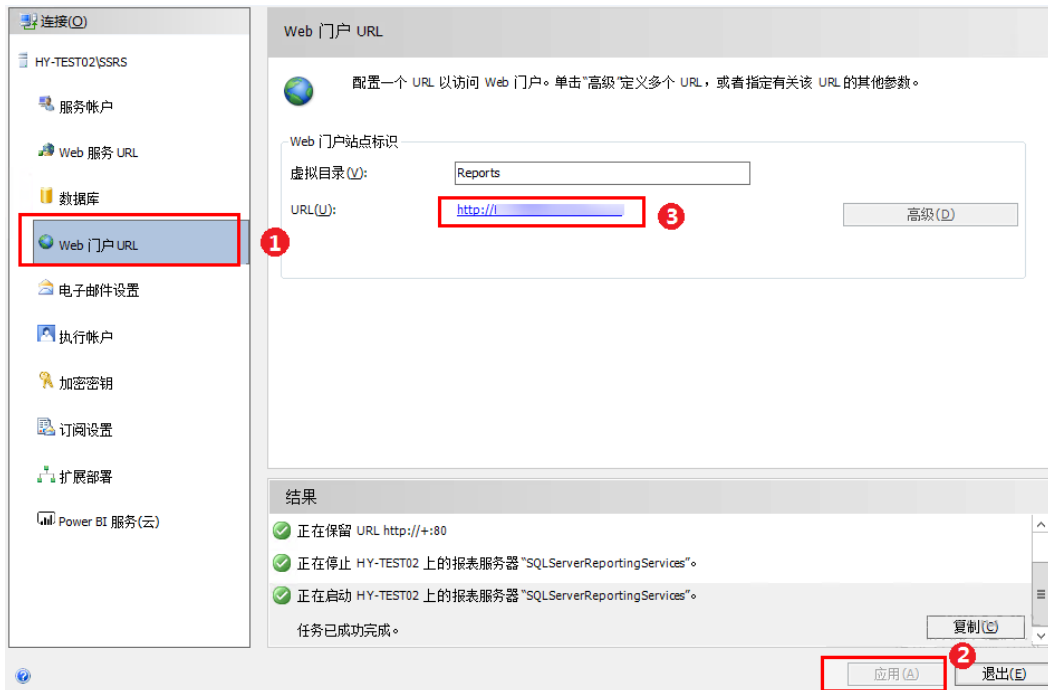 连接(O)
HY-TEST02\SSRS
服务帐户
Web 服务 URL
数据库
Web 门户 URL
电子邮件设置
执行帐户
加密密钥
订阅设置
扩展部署
Power BI 服务(云)
1
Web 门户 URL
配置一个 URL 以访问 Web 门户。单击“高级”定义多个 URL，或者指定有关该 URL 的其他参数。
Web 门户站点标识
虚拟目录(V): Reports
URL(U): http:// 3 高级(D)
结果
正在保留 URL http://+:80
正在停止 HY-TEST02 上的报表服务器“SQLServerReportingServices”。
正在启动 HY-TEST02 上的报表服务器“SQLServerReportingServices”。
任务已成功完成。
复制(C)
2
应用(A) 退出(E)